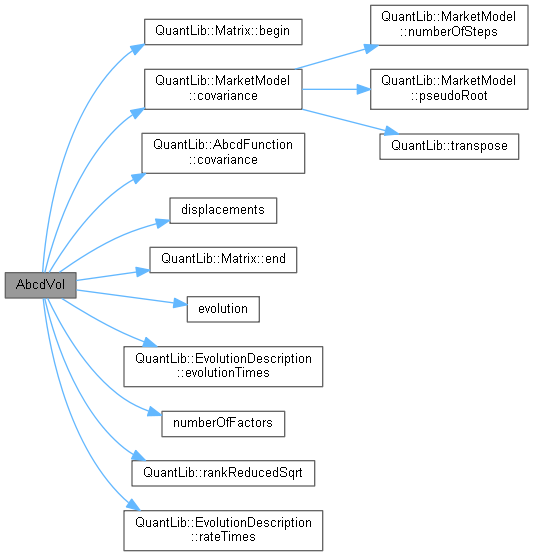 AbcdVol
QuantLib::Matrix::begin
QuantLib::MarketModel
::covariance
QuantLib::MarketModel
::numberOfSteps
QuantLib::MarketModel
::pseudoRoot
QuantLib::transpose
QuantLib::AbcdFunction
::covariance
displacements
QuantLib::Matrix::end
evolution
QuantLib::EvolutionDescription
::evolutionTimes
numberOfFactors
QuantLib::rankReducedSqrt
QuantLib::EvolutionDescription
::rateTimes